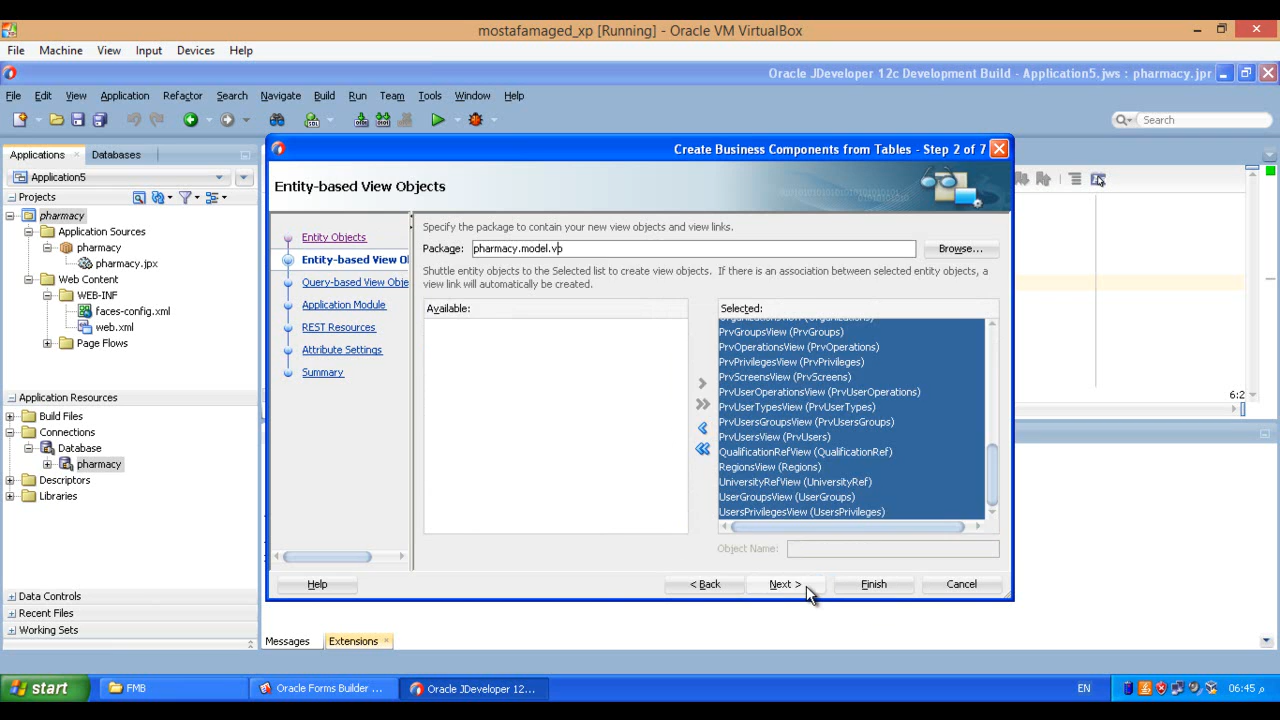 mostafamaged_xp [Running] - Oracle VM VirtualBox
File Machine View Input Devices Help
Oracle JDeveloper 12c Development Build - Application5.jws : pharmacy.jpr
File Edit View Application Refactor Search Navigate Build Run Team Tools Window Help
Search
Applications Databases
Application5
Projects
pharmacy
Application Sources
pharmacy
pharmacy.jpx
Web Content
WEB-INF
faces-config.xml
web.xml
Page Flows
Application Resources
Build Files
Connections
Database
pharmacy
Descriptors
Libraries
Data Controls
Recent Files
Working Sets
Create Business Components from Tables - Step 2 of 7
Entity-based View Objects
Entity Objects
Entity-based View O
Query-based View Obje
Application Module
REST Resources
Attribute Settings
Summary
Specify the package to contain your new view objects and view links.
Package: pharmacy.model.vo Browse...
Shuttle entity objects to the Selected list to create view objects. If there is an association between selected entity objects, a
view link will automatically be created.
Available: Selected:
OrganizationsView (Organizations)
PrvGroupsView (PrvGroups)
PrvOperationsView (PrvOperations)
PrvPrivilegesView (PrvPrivileges)
PrvScreensView (PrvScreens)
PrvUserOperationsView (PrvUserOperations)
PrvUserTypesView (PrvUserTypes)
PrvUsersGroupsView (PrvUsersGroups)
PrvUsersView (PrvUsers)
QualificationRefView (QualificationRef)
RegionsView (Regions)
UniversityRefView (UniversityRef)
UserGroupsView (UserGroups)
UsersPrivilegesView (UsersPrivileges)
Object Name:
Help < Back Next > Finish Cancel
6:2
Messages Extensions
start FMB Oracle Forms Builder ... Oracle JDeveloper 12... EN 06:45 م